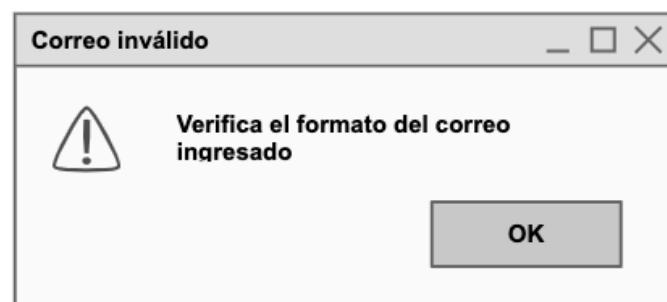 Correo inválido
Verifica el formato del correo
ingresado
OK